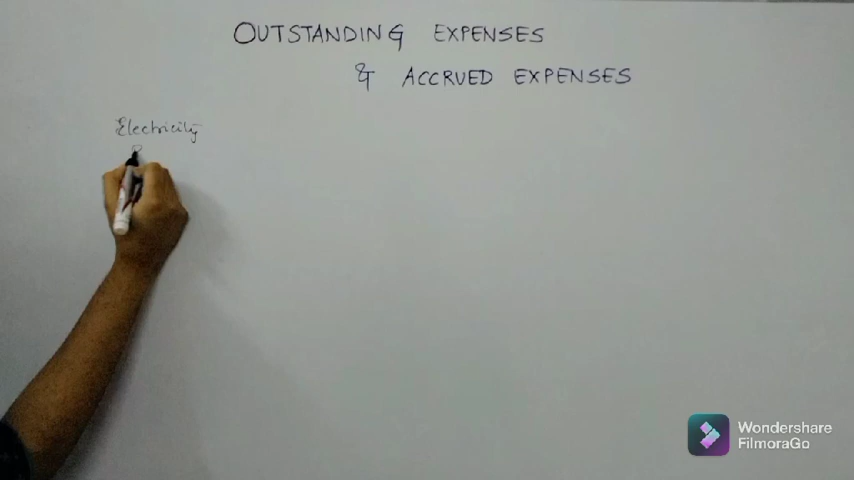 OUTSTANDING EXPENSES
& ACCRUED EXPENSES
Electricity
Wondershare
FilmoraGo